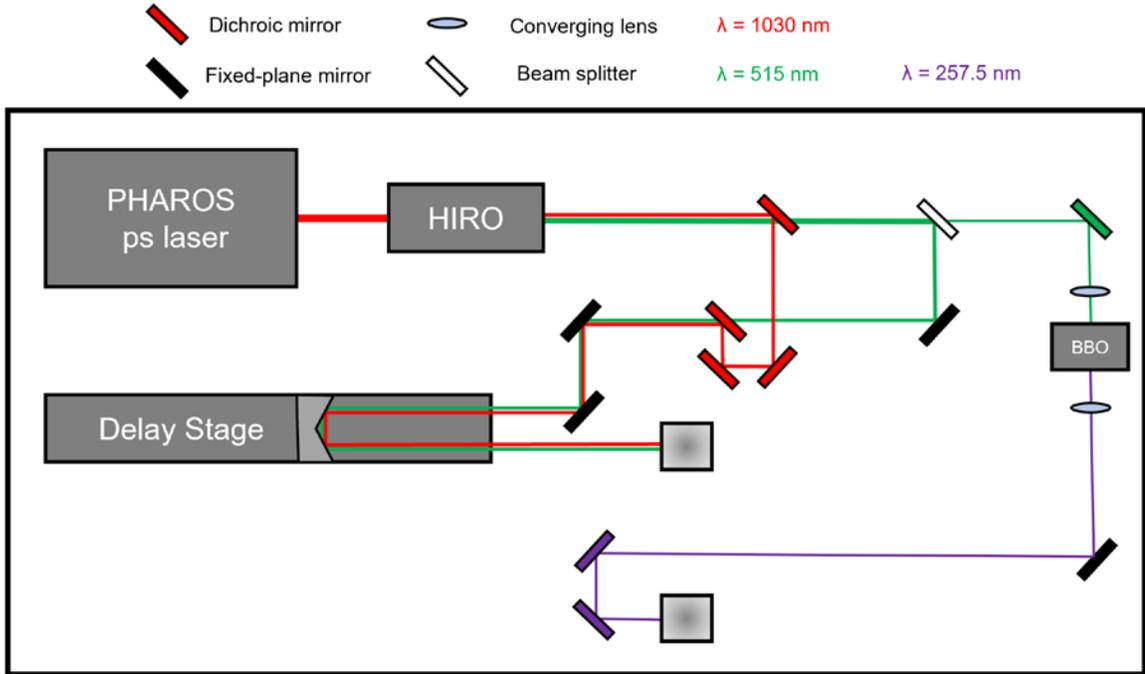 Dichroic mirror
Converging lens
λ = 1030 nm
Fixed-plane mirror
Beam splitter
λ = 515 nm
λ = 257.5 nm
PHAROS
ps laser
HIRO
BBO
Delay Stage